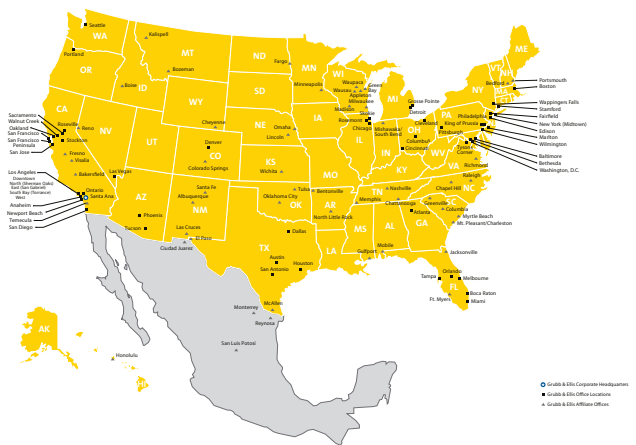 Seattle
WA
Portland
OR
Kalispell
MT
Bozeman
Boise
ID
WY
Cheyenne
ND
Fargo
SD
NE
Omaha
Lincoln
MN
Minneapolis
WI
Waupaca
Wausau
Green
Bay
Appleton
Milwaukee
Madison
IA
Skokie
Rosemont
Chicago
IL
MI
Grosse Pointe
Detroit
Mishawaka/
South Bend
IN
OH
Cleveland
Columbus
Cincinnati
PA
Pittsburgh
King of Prussia
Philadelphia
NY
VT
NH
ME
Bedford
Portsmouth
Boston
Wappingers Falls
Stamford
Fairfield
New York (Midtown)
Edison
Marlton
Wilmington
Baltimore
Bethesda
Washington, D.C.
Tysons
Corner
WV
VA
Richmond
CA
Sacramento
Walnut Creek
Oakland
San Francisco
San Francisco
Peninsula
San Jose
Roseville
Reno
Stockton
Fresno
Visalia
Bakersfield
NV
Las Vegas
UT
CO
Denver
Colorado Springs
KS
Wichita
MO
KY
Los Angeles
Downtown
North (Sherman Oaks)
East (San Gabriel)
South Bay (Torrance)
West
Ontario
Santa Ana
Anaheim
Newport Beach
Temecula
San Diego
AZ
Phoenix
Tucson
NM
Santa Fe
Albuquerque
Las Cruces
El Paso
Ciudad Juarez
OK
Oklahoma City
Tulsa
Bentonville
AR
North Little Rock
TN
Nashville
Memphis
Chattanooga
NC
Chapel Hill
Raleigh
SC
Greenville
Columbia
Myrtle Beach
Mt. Pleasant/Charleston
MS
AL
GA
Atlanta
TX
Dallas
Austin
San Antonio
Houston
McAllen
LA
Gulfport
Mobile
FL
Jacksonville
Orlando
Tampa
Melbourne
Ft. Myers
Boca Raton
Miami
Monterrey
Reynosa
San Luis Potosi
AK
Honolulu
HI
Grubb & Ellis Corporate Headquarters
Grubb & Ellis Office Locations
Grubb & Ellis Affiliate Offices